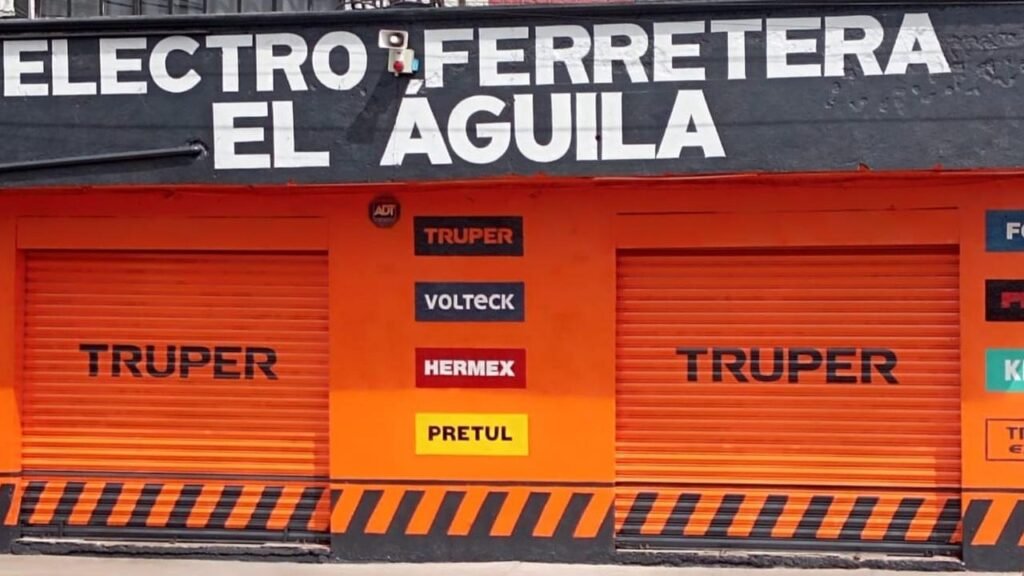 ELECTRO FERRETERA
EL ÁGUILA
ADT
TRUPER
VOLTECK
HERMEX
PRETUL
TRUPER
TRUPER